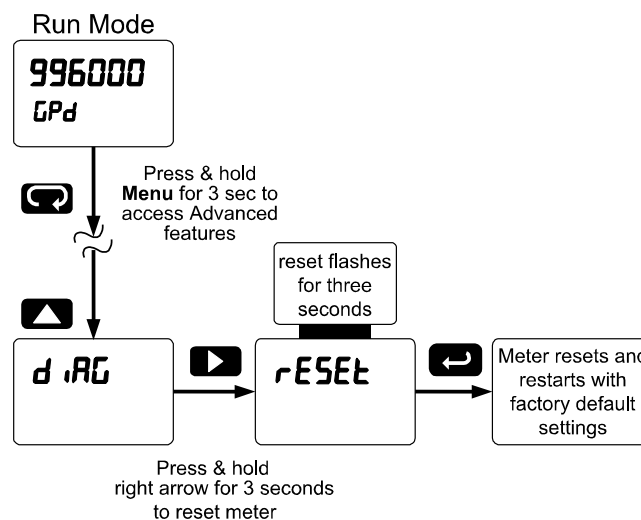 Run Mode
996000
GPd
Press & hold
Menu for 3 sec to
access Advanced
features
reset flashes
for three
seconds
diAG
rESEt
Meter resets and
restarts with
factory default
settings
Press & hold
right arrow for 3 seconds
to reset meter